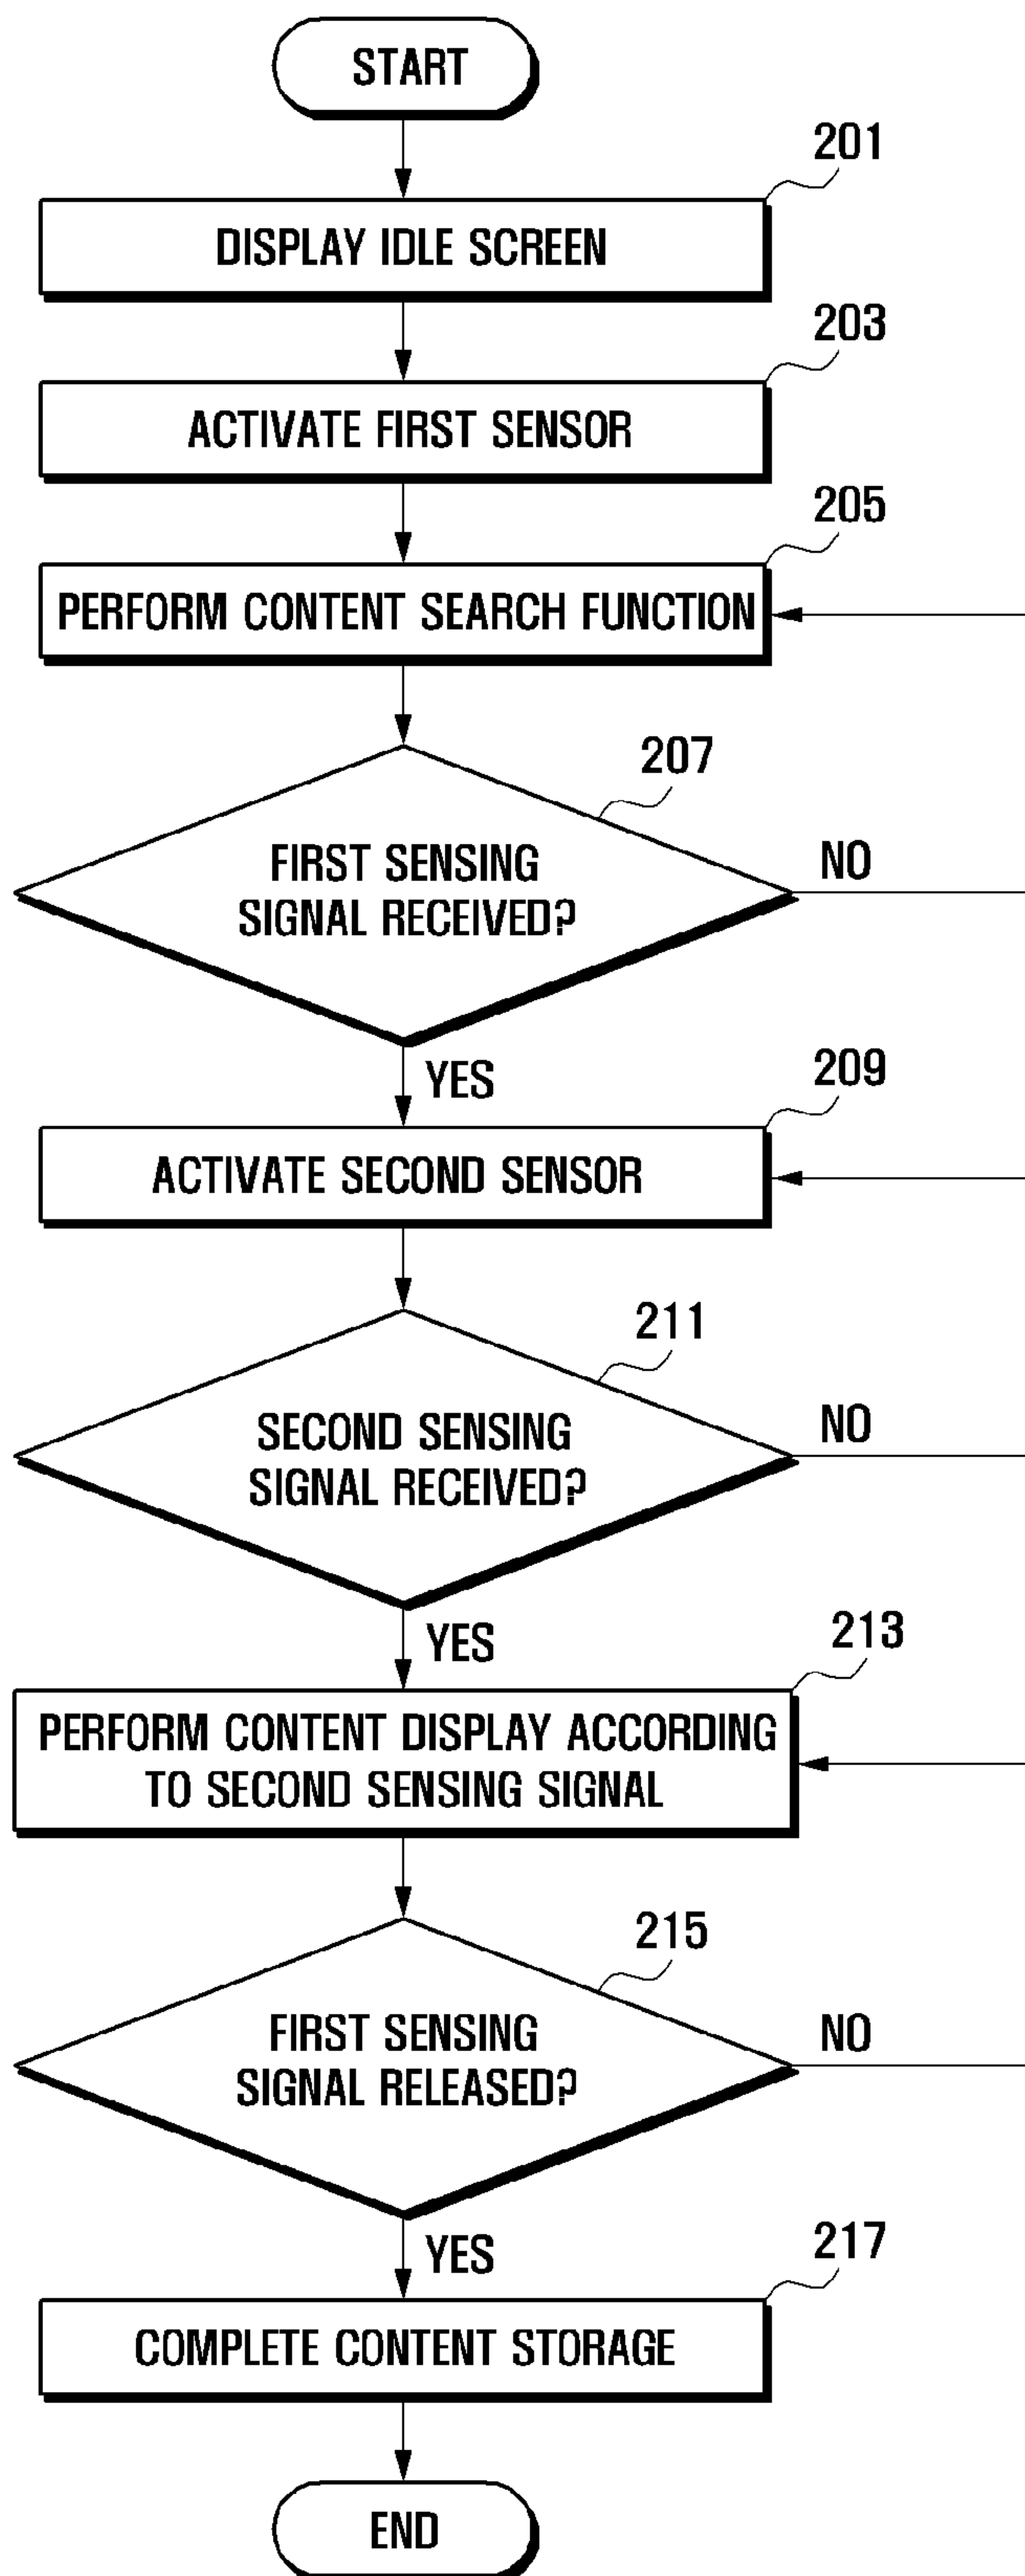 START
201
DISPLAY IDLE SCREEN
203
ACTIVATE FIRST SENSOR
205
PERFORM CONTENT SEARCH FUNCTION
207
FIRST SENSING
SIGNAL RECEIVED?
NO
YES
209
ACTIVATE SECOND SENSOR
211
SECOND SENSING
SIGNAL RECEIVED?
NO
YES
213
PERFORM CONTENT DISPLAY ACCORDING
TO SECOND SENSING SIGNAL
215
FIRST SENSING
SIGNAL RELEASED?
NO
YES
217
COMPLETE CONTENT STORAGE
END